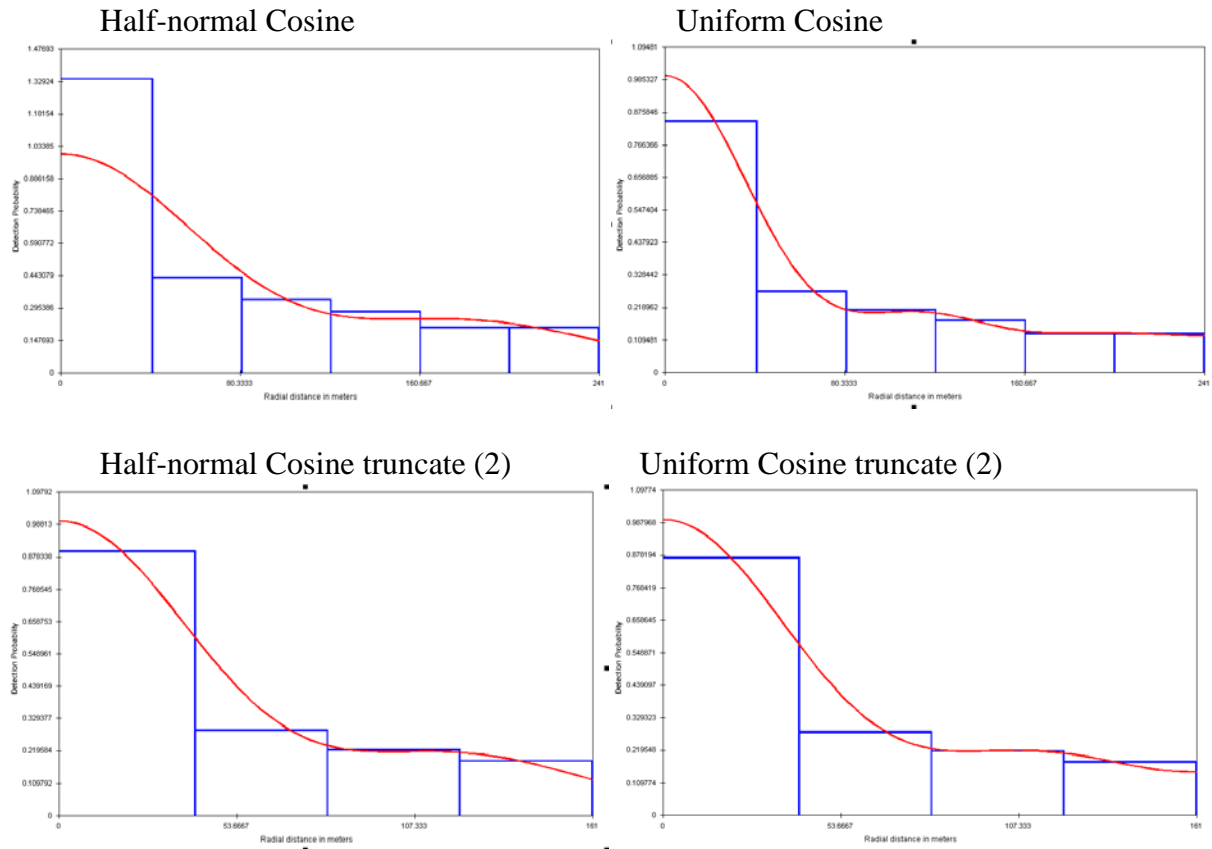 Half-normal Cosine
1.47693
1.32924
1.18154
1.03385
0.886158
0.738465
0.590772
0.443079
0.295386
0.147693
0
Detection Probability
0 80.3333 160.667 241
Radial distance in meters
Uniform Cosine
1.09481
0.985327
0.875846
0.766366
0.656885
0.547404
0.437923
0.328442
0.218962
0.109481
0
Detection Probability
0 80.3333 160.667 241
Radial distance in meters
Half-normal Cosine truncate (2)
1.09792
0.98813
0.878338
0.768545
0.658753
0.548961
0.439169
0.329377
0.219584
0.109792
0
Detection Probability
0 53.6667 107.333 161
Radial distance in meters
Uniform Cosine truncate (2)
1.09774
0.987968
0.878194
0.768419
0.658645
0.548871
0.439097
0.329323
0.219548
0.109774
0
Detection Probability
0 53.6667 107.333 161
Radial distance in meters